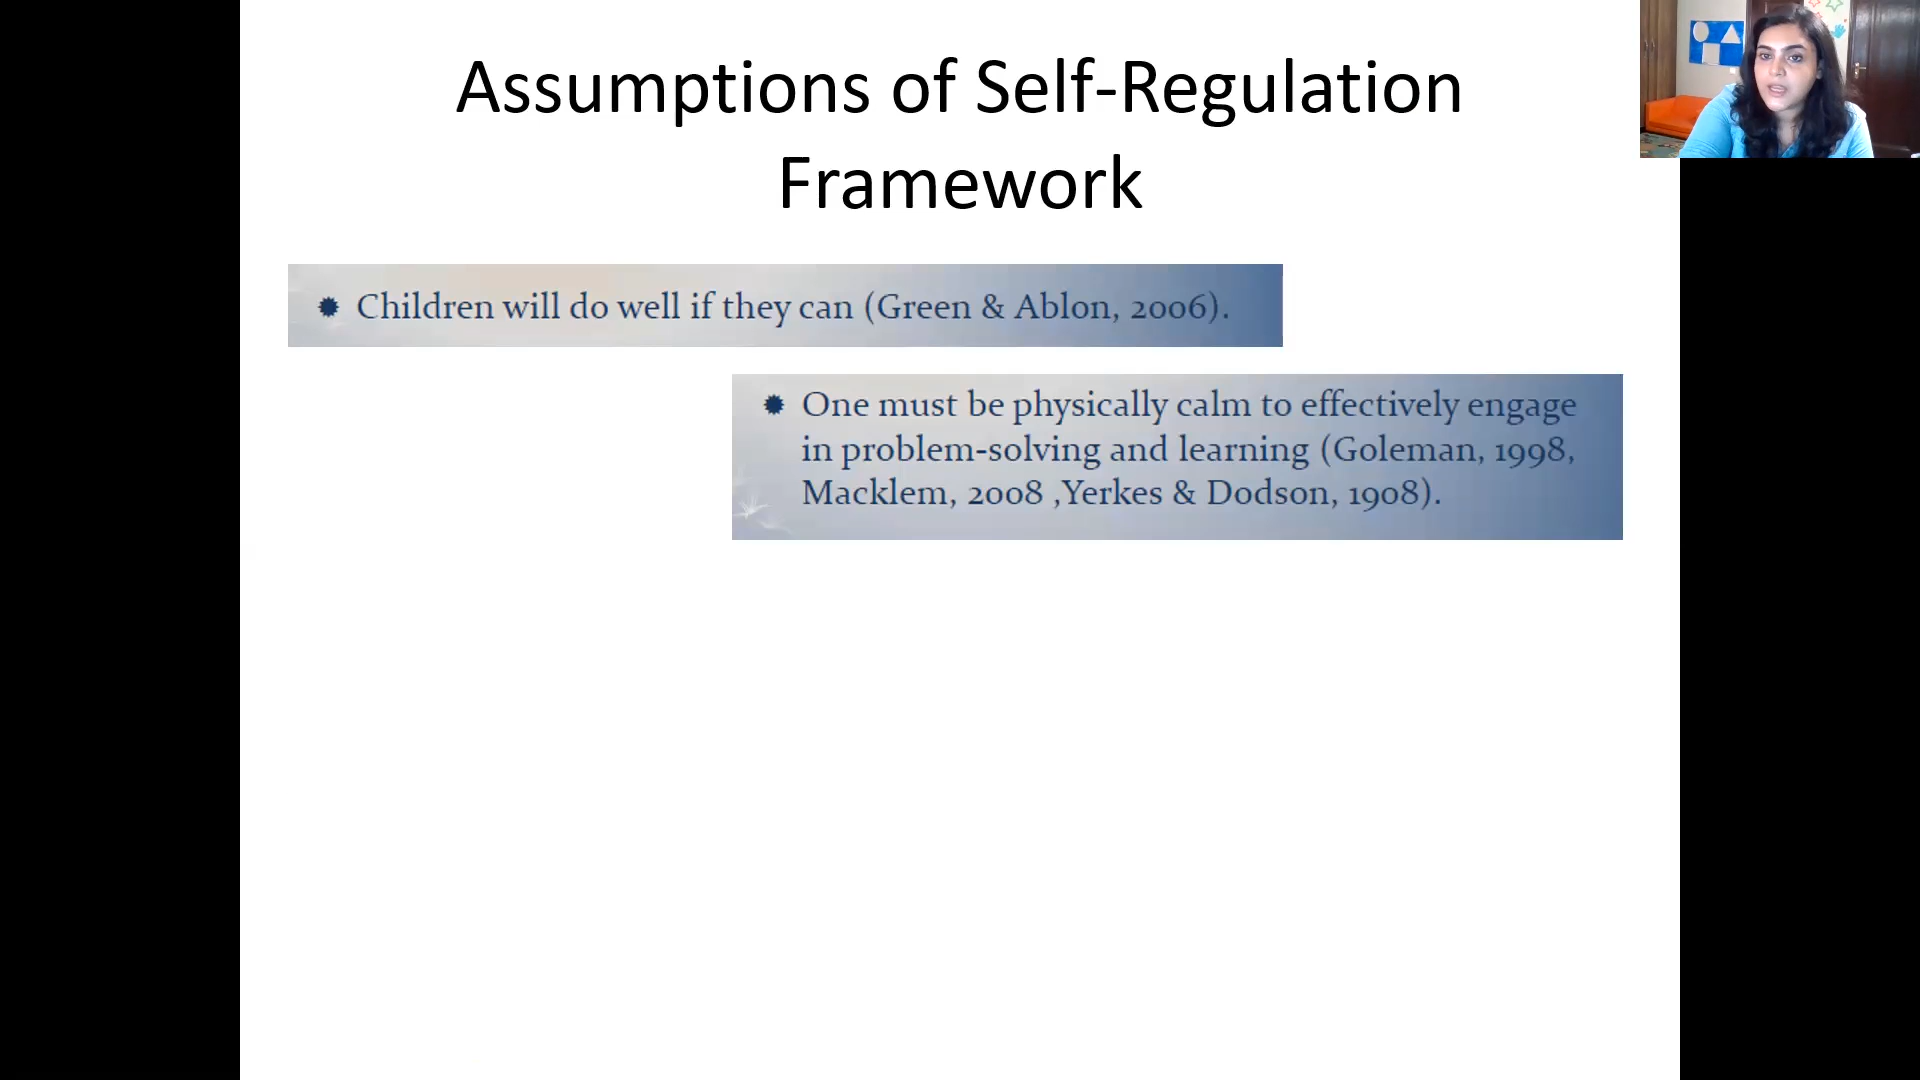 Assumptions of Self-Regulation
Framework
Children will do well if they can (Green & Ablon, 2006).
One must be physically calm to effectively engage
in problem-solving and learning (Goleman, 1998,
Macklem, 2008 ,Yerkes & Dodson, 1908).